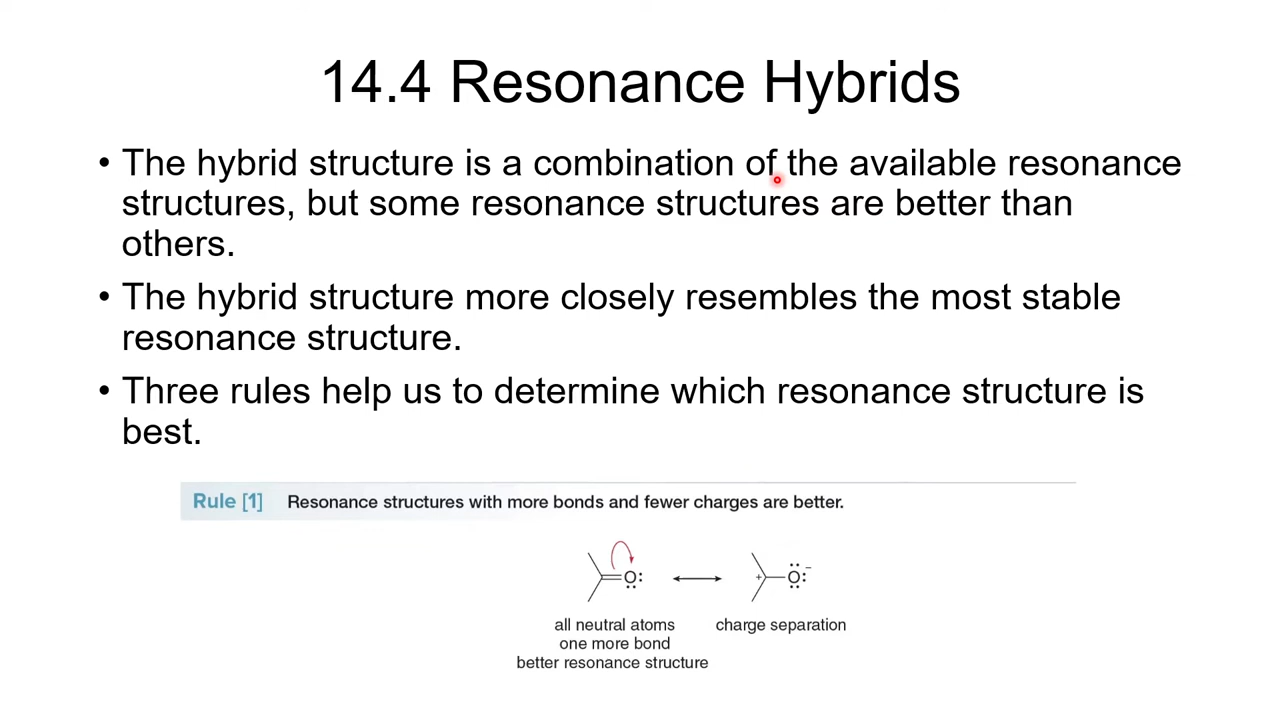 14.4 Resonance Hybrids
• The hybrid structure is a combination of the available resonance
structures, but some resonance structures are better than
others.
• The hybrid structure more closely resembles the most stable
resonance structure.
• Three rules help us to determine which resonance structure is
best.
Rule [1] Resonance structures with more bonds and fewer charges are better.
O: + O: −
all neutral atoms charge separation
one more bond
better resonance structure